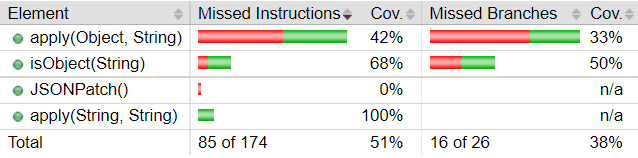 Element Missed Instructions Cov. Missed Branches Cov.
apply(Object, String) 42% 33%
isObject(String) 68% 50%
JSONPatch() 0% n/a
apply(String, String) 100% n/a
Total 85 of 174 51% 16 of 26 38%